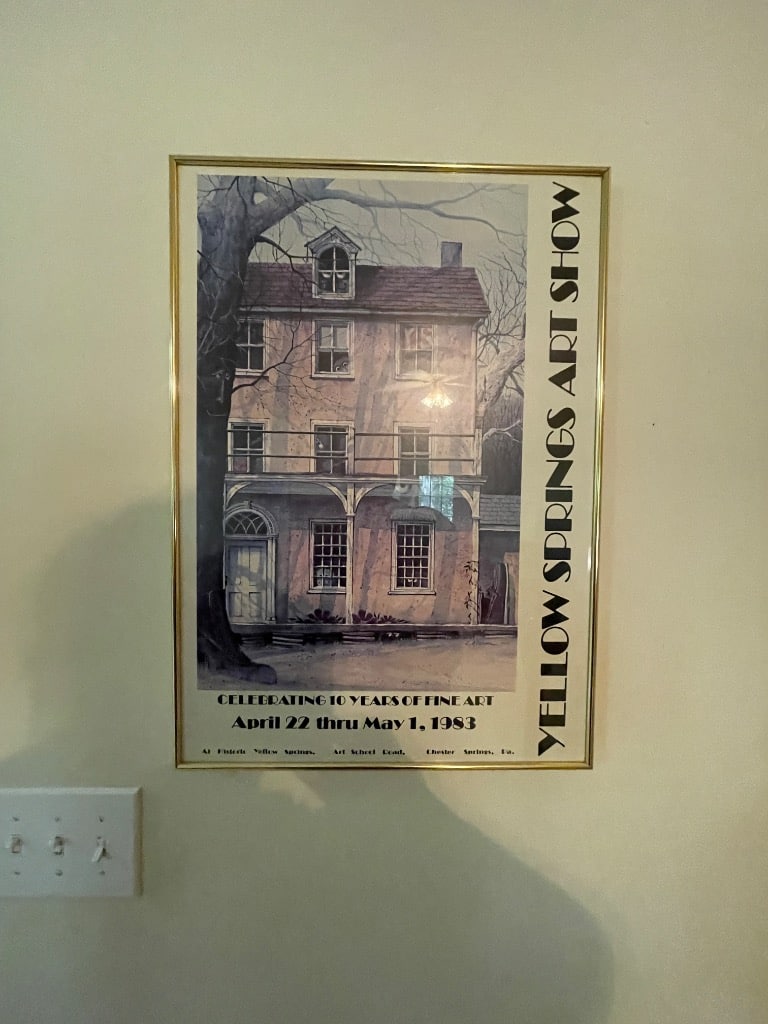 YELLOW SPRINGS ART SHOW
CELEBRATING 10 YEARS OF FINE ART
April 22 thru May 1, 1983
At Historic Yellow Springs, Art School Road, Chester Springs, Pa.